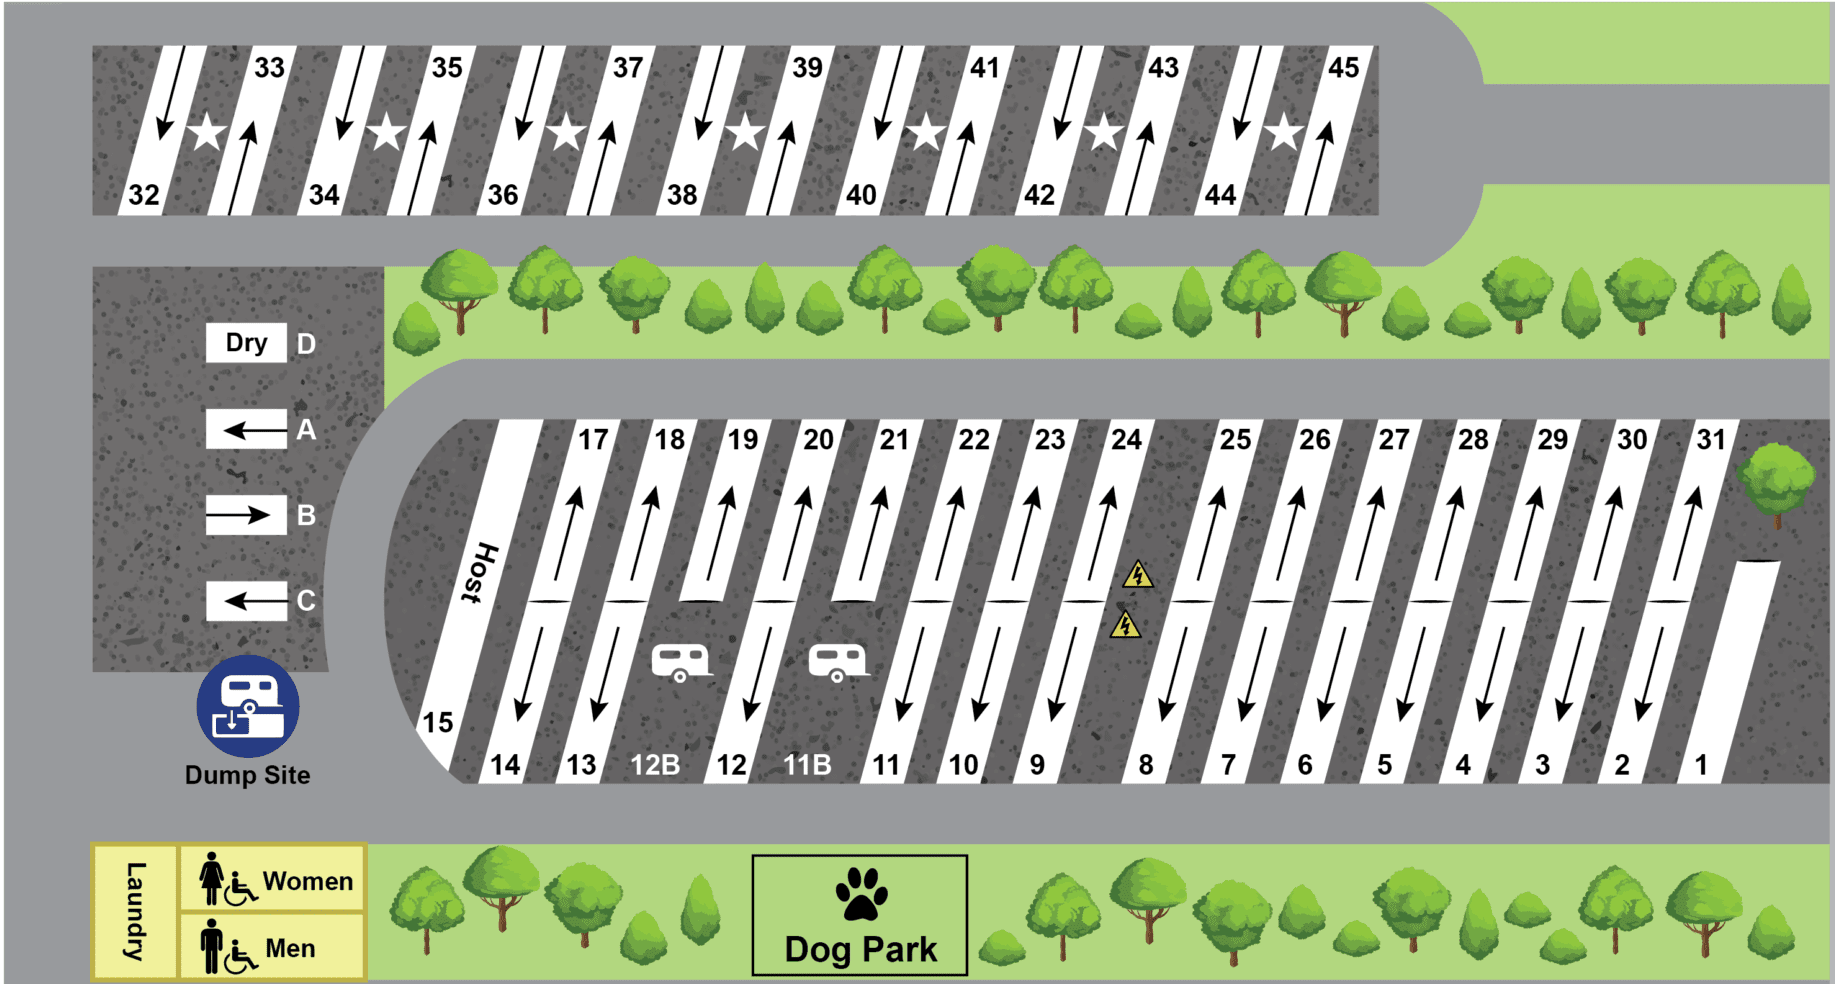 33 35 37 39 41 43 45
32 34 36 38 40 42 44
Dry D
A
B
C
Dump Site
17 18 19 20 21 22 23 24 25 26 27 28 29 30 31
Host
15
14 13 12B 12 11B 11 10 9 8 7 6 5 4 3 2 1
Laundry
Women
Men
Dog Park